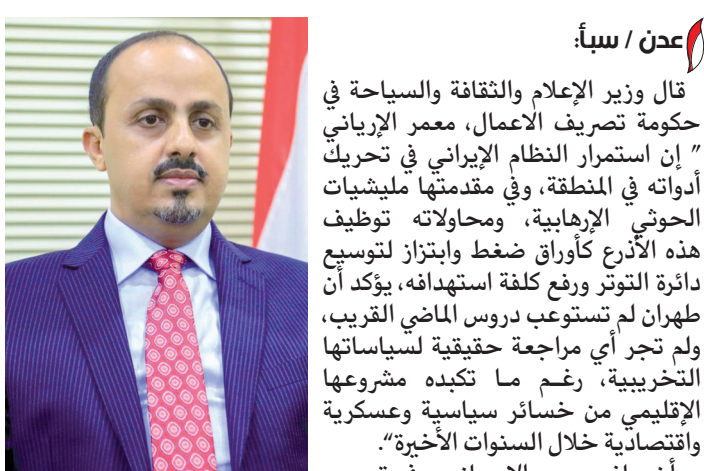 عدن / سبأ:
قال وزير الإعلام والثقافة والسياحة في
حكومة تصريف الاعمال، معمر الإرياني
" إن استمرار النظام الإيراني في تحريك
أدواته في المنطقة، وفي مقدمتها مليشيات
الحوثي الإرهابية، ومحاولاته توظيف
هذه الأذرع كأوراق ضغط وابتزاز لتوسيع
دائرة التوتر ورفع كلفة استهدافه، يؤكد أن
طهران لم تستوعب دروس الماضي القريب،
ولم تجر أي مراجعة حقيقية لسياساتها
التخريبية، رغم ما تكبده مشروعها
الإقليمي من خسائر سياسية وعسكرية
واقتصادية خلال السنوات الأخيرة".